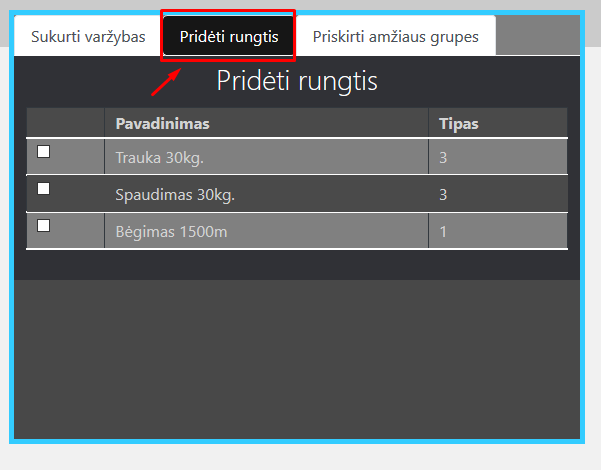 Sukurti varžybas Pridėti rungtis Priskirti amžiaus grupes
Pridėti rungtis
Pavadinimas Tipas
Trauka 30kg. 3
Spaudimas 30kg. 3
Bėgimas 1500m 1